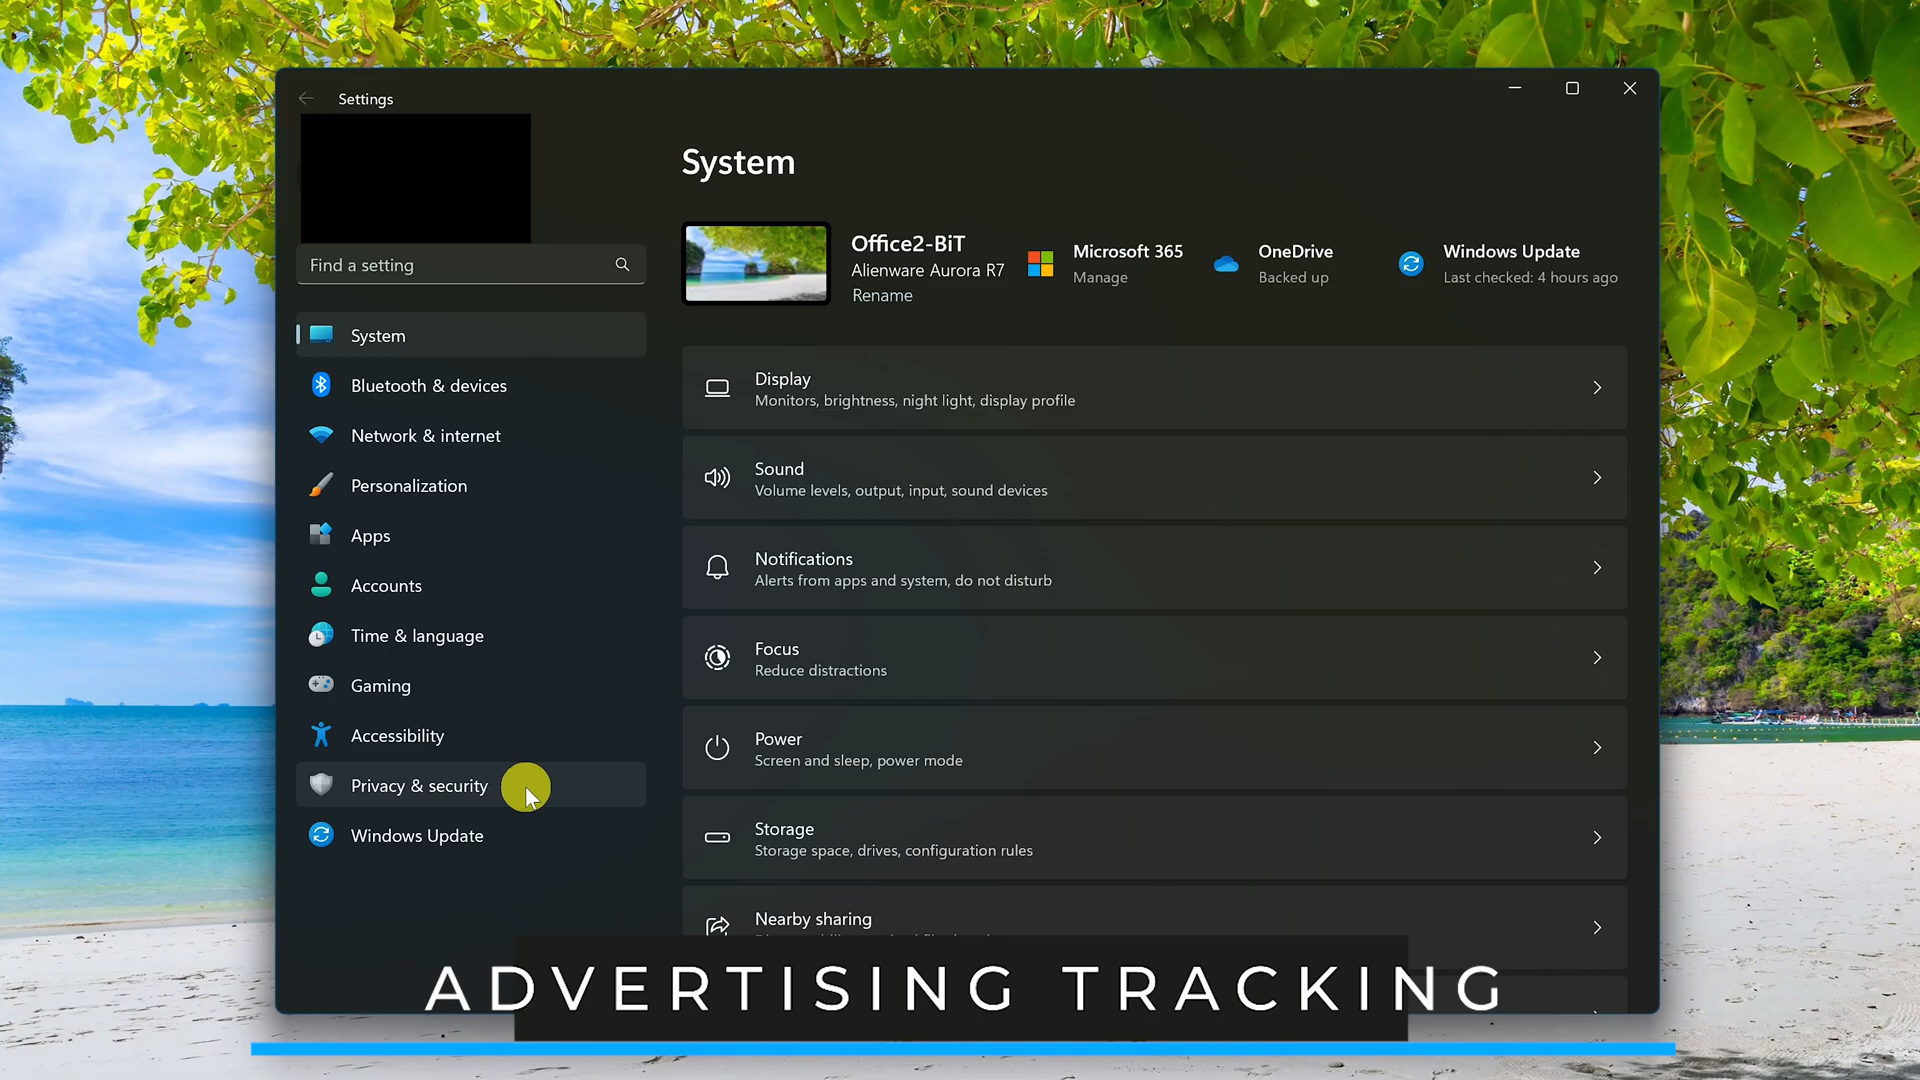 Settings
Find a setting
System
Bluetooth & devices
Network & internet
Personalization
Apps
Accounts
Time & language
Gaming
Accessibility
Privacy & security
Windows Update
System
Office2-BiT
Alienware Aurora R7
Rename
Microsoft 365
Manage
OneDrive
Backed up
Windows Update
Last checked: 4 hours ago
Display
Monitors, brightness, night light, display profile
Sound
Volume levels, output, input, sound devices
Notifications
Alerts from apps and system, do not disturb
Focus
Reduce distractions
Power
Screen and sleep, power mode
Storage
Storage space, drives, configuration rules
Nearby sharing
ADVERTISING TRACKING